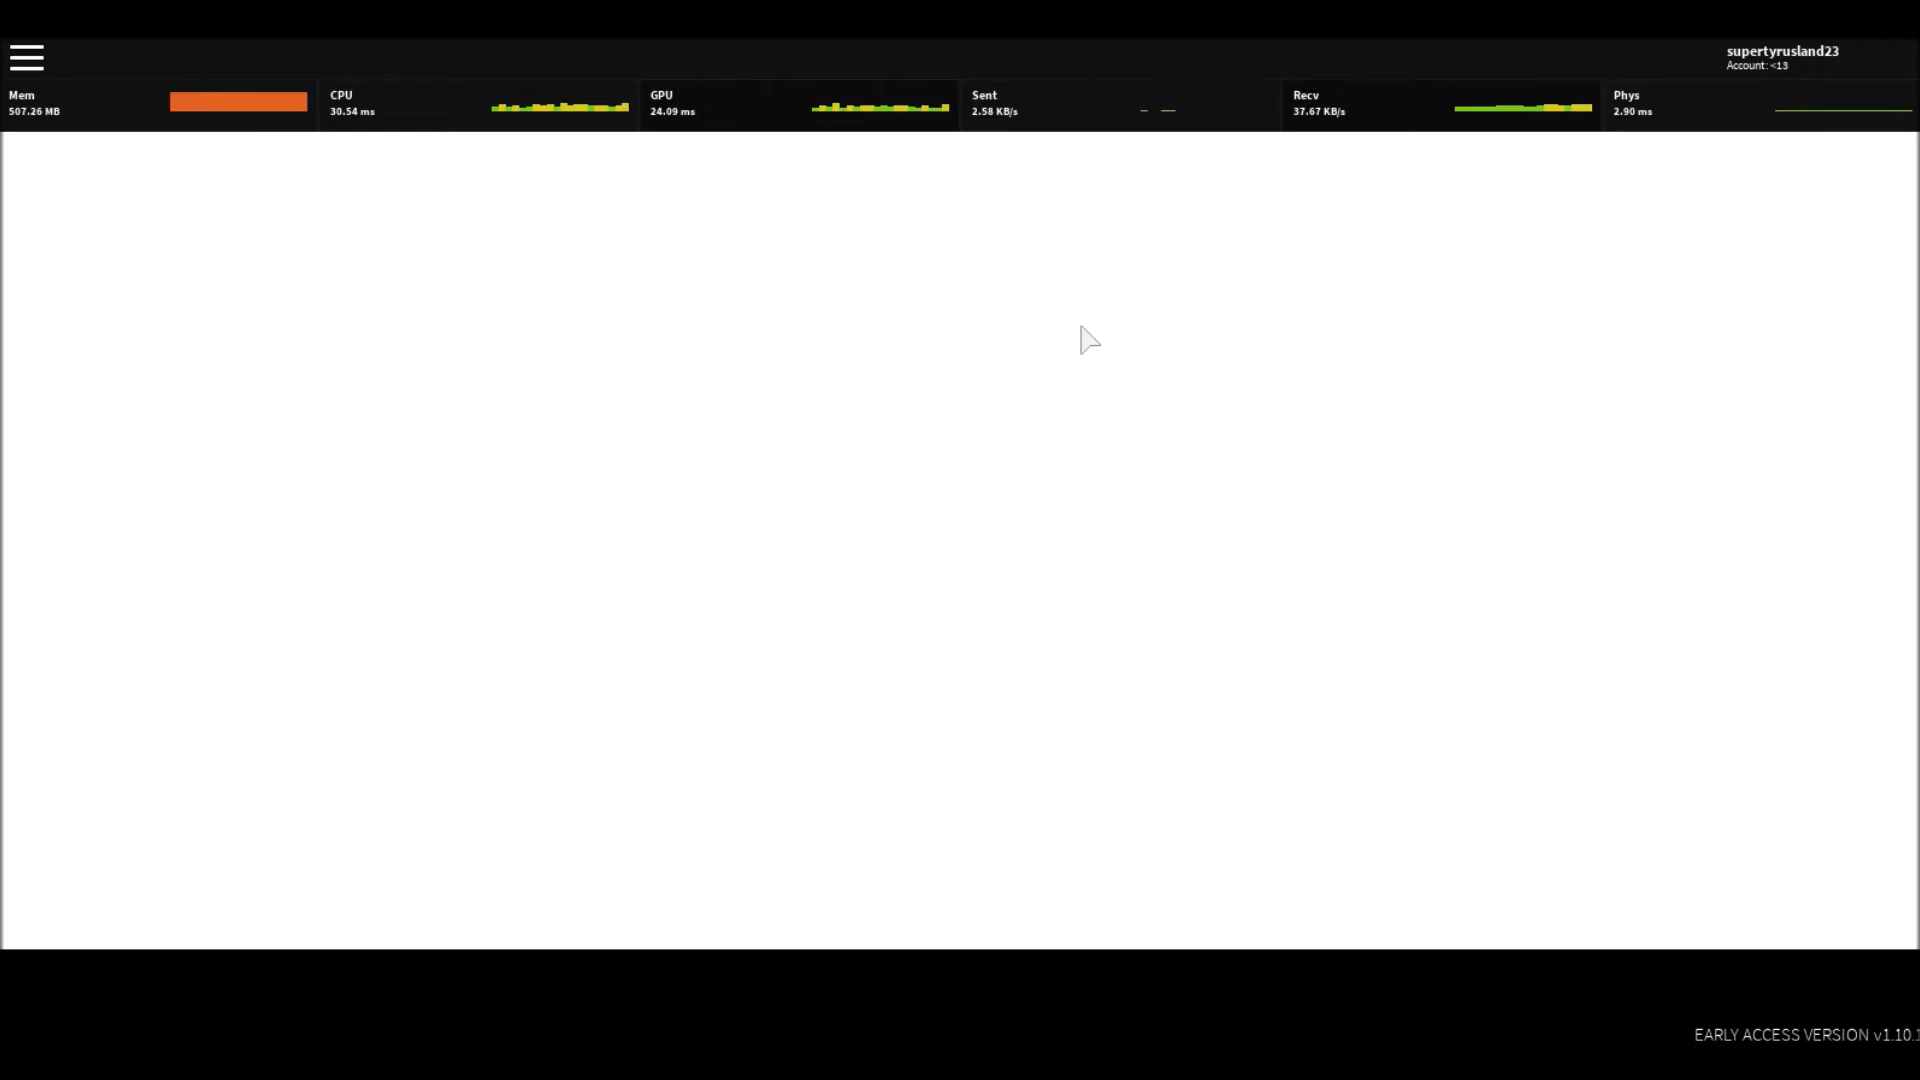 supertyrusland23
Account: <13
Mem
507.26 MB
CPU
30.54 ms
GPU
24.09 ms
Sent
2.58 KB/s
Recv
37.67 KB/s
Phys
2.90 ms
EARLY ACCESS VERSION v1.10.1